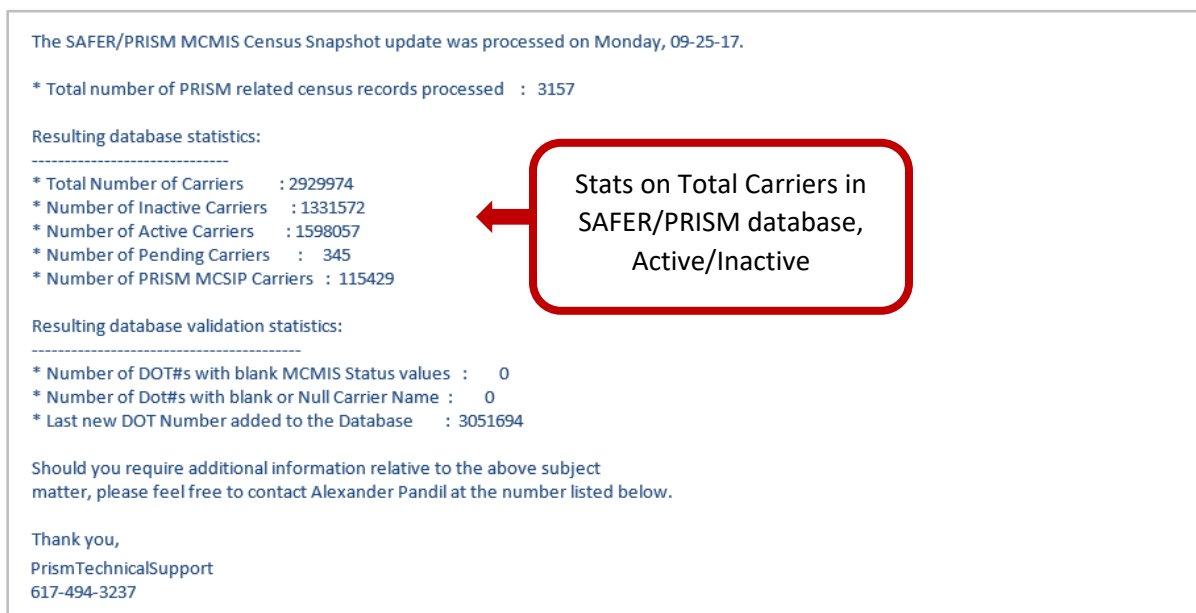 The SAFER/PRISM MCMIS Census Snapshot update was processed on Monday, 09-25-17.
* Total number of PRISM related census records processed : 3157
Resulting database statistics:
------------------------------
* Total Number of Carriers : 2929974
* Number of Inactive Carriers : 1331572
* Number of Active Carriers : 1598057
* Number of Pending Carriers : 345
* Number of PRISM MCSIP Carriers : 115429
Stats on Total Carriers in
SAFER/PRISM database,
Active/Inactive
Resulting database validation statistics:
-----------------------------------------
* Number of DOT#s with blank MCMIS Status values : 0
* Number of Dot#s with blank or Null Carrier Name : 0
* Last new DOT Number added to the Database : 3051694
Should you require additional information relative to the above subject
matter, please feel free to contact Alexander Pandil at the number listed below.
Thank you,
PrismTechnicalSupport
617-494-3237